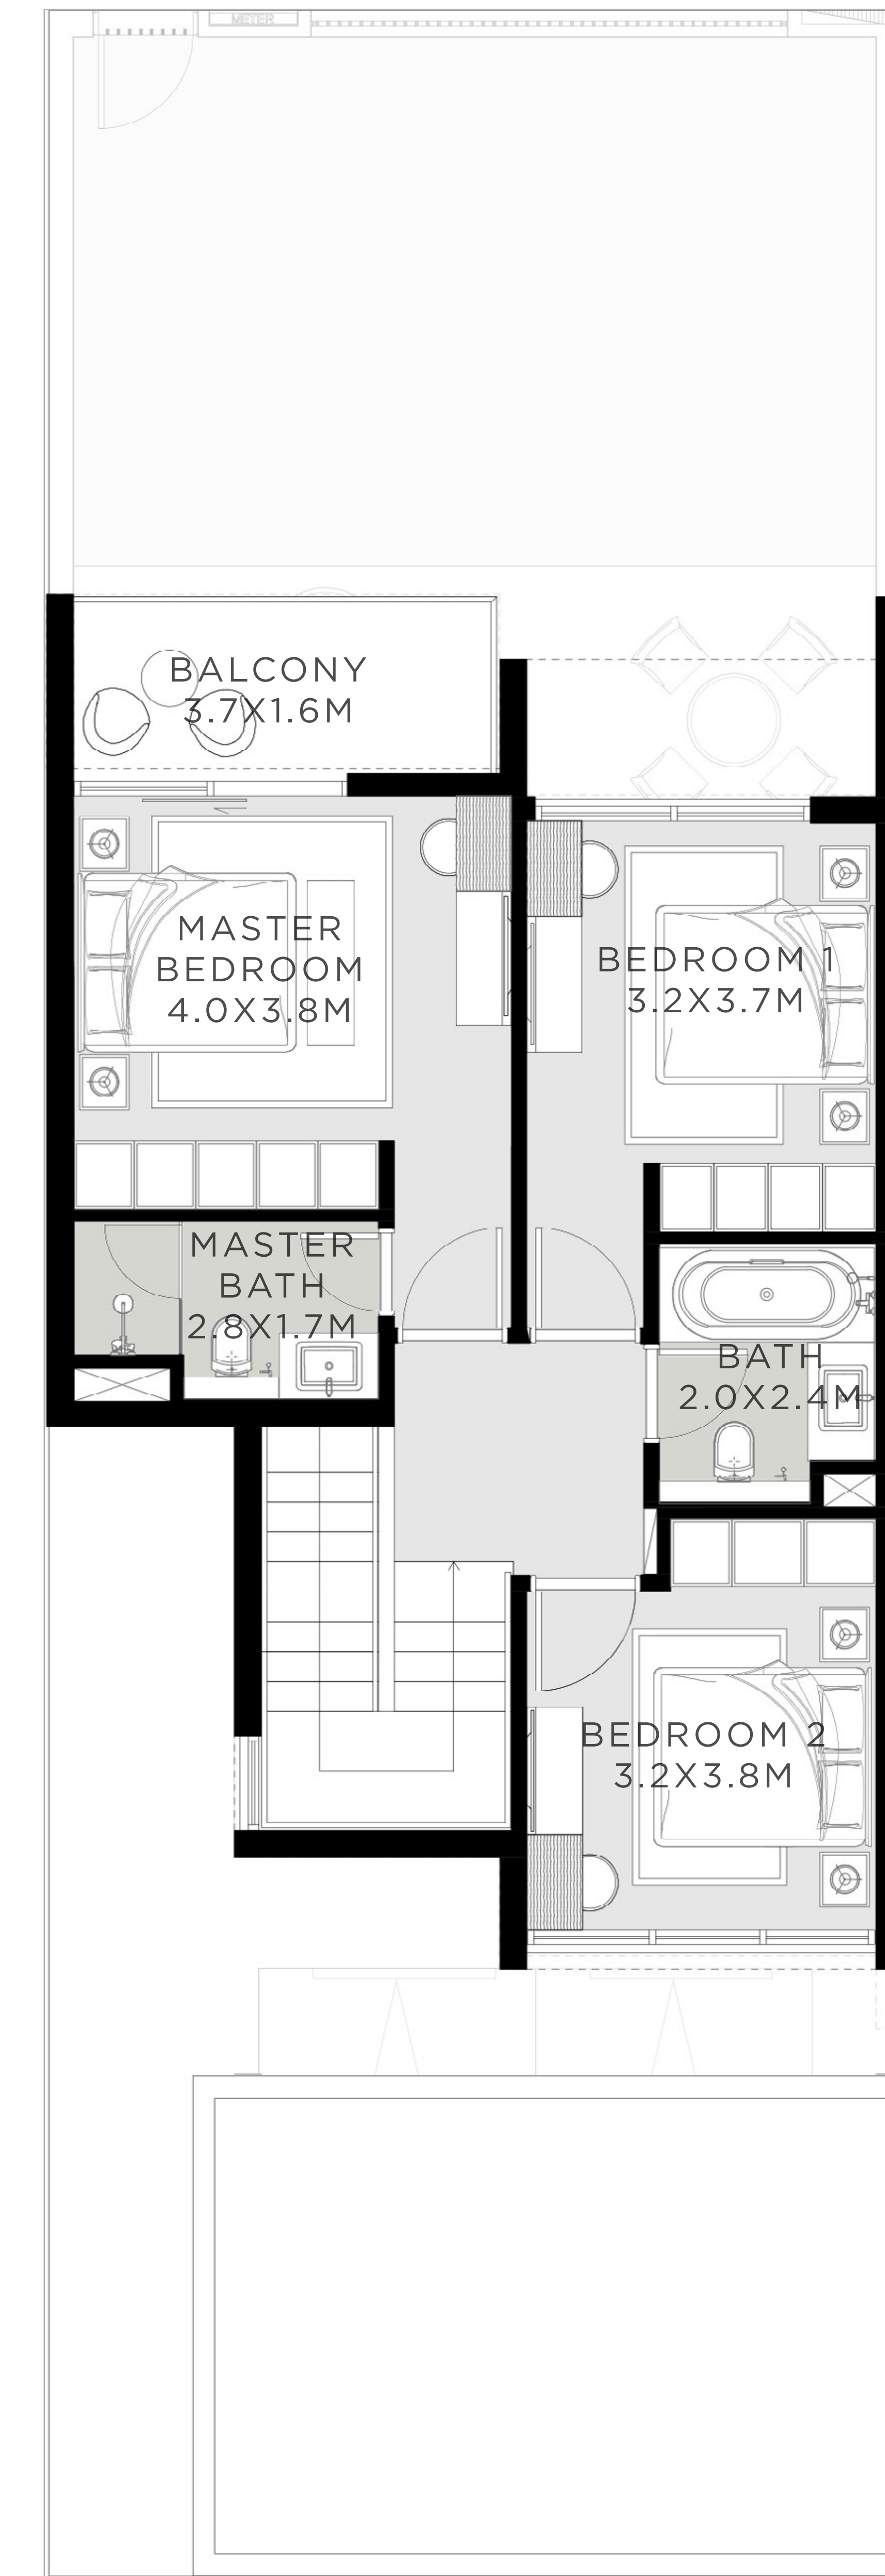 METER
BALCONY
3.7X1.6M
MASTER
BEDROOM
4.0X3.8M
BEDROOM 1
3.2X3.7M
MASTER
BATH
2.8X1.7M
BATH
2.0X2.4M
BEDROOM 2
3.2X3.8M